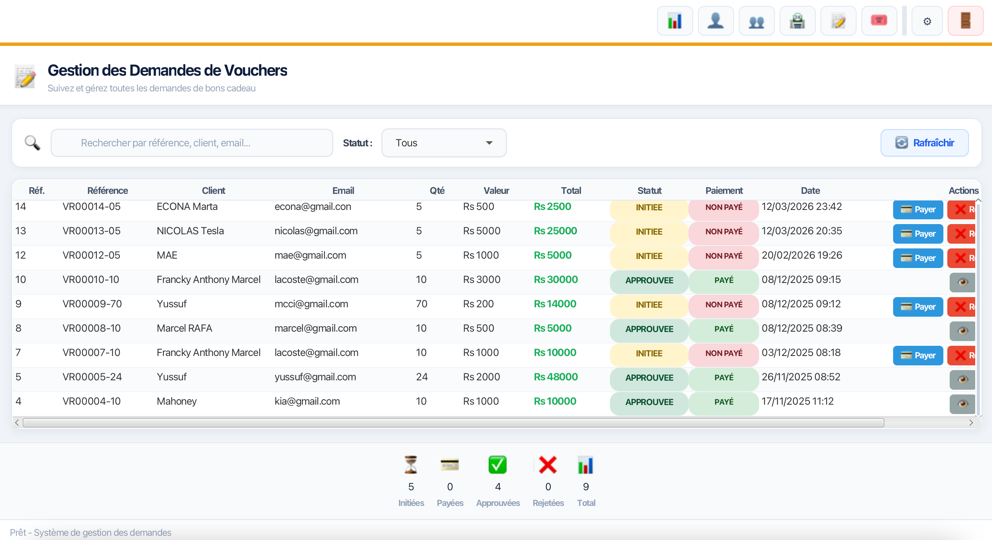 Gestion des Demandes de Vouchers
Suivez et gérez toutes les demandes de bons cadeau
Rechercher par référence, client, email... Statut : Tous Rafraîchir
Réf. Référence Client Email Qté Valeur Total Statut Paiement Date Actions
14 VR00014-05 ECONA Marta econa@gmail.con 5 Rs 500 Rs 2500 INITIEE NON PAYÉ 12/03/2026 23:42 Payer
13 VR00013-05 NICOLAS Tesla nicolas@gmail.com 5 Rs 5000 Rs 25000 INITIEE NON PAYÉ 12/03/2026 20:35 Payer
12 VR00012-05 MAE mae@gmail.com 5 Rs 1000 Rs 5000 INITIEE NON PAYÉ 20/02/2026 19:26 Payer
10 VR00010-10 Francky Anthony Marcel lacoste@gmail.com 10 Rs 3000 Rs 30000 APPROUVEE PAYÉ 08/12/2025 09:15
9 VR00009-70 Yussuf mcci@gmail.com 70 Rs 200 Rs 14000 INITIEE NON PAYÉ 08/12/2025 09:12 Payer
8 VR00008-10 Marcel RAFA marcel@gmail.com 10 Rs 500 Rs 5000 APPROUVEE PAYÉ 08/12/2025 08:39
7 VR00007-10 Francky Anthony Marcel lacoste@gmail.com 10 Rs 1000 Rs 10000 INITIEE NON PAYÉ 03/12/2025 08:18 Payer
5 VR00005-24 Yussuf yussuf@gmail.com 24 Rs 2000 Rs 48000 APPROUVEE PAYÉ 26/11/2025 08:52
4 VR00004-10 Mahoney kia@gmail.com 10 Rs 1000 Rs 10000 APPROUVEE PAYÉ 17/11/2025 11:12
5 0 4 0 9
Initiées Payées Approuvées Rejetées Total
Prêt - Système de gestion des demandes